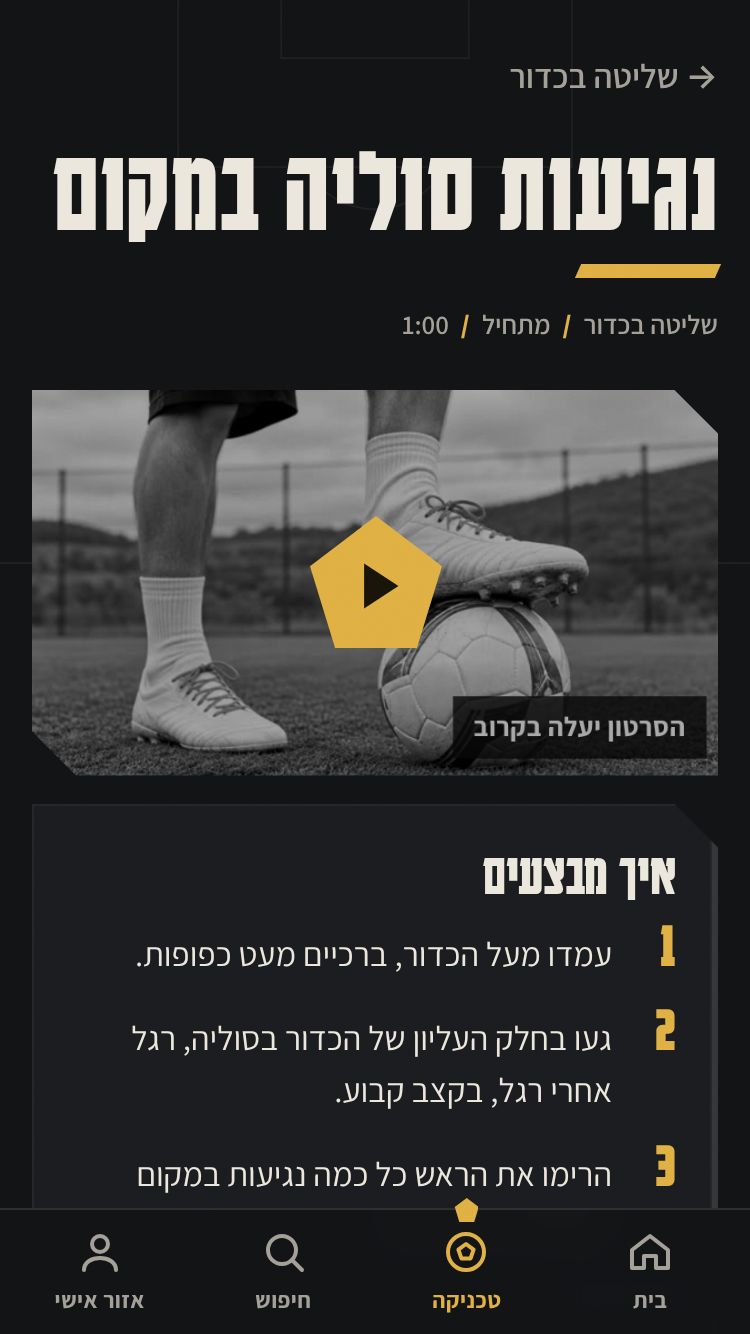 שליטה בכדור
נגיעות סוליה במקום
שליטה בכדור / מתחיל / 1:00
הסרטון יעלה בקרוב
איך מבצעים
1 עמדו מעל הכדור, ברכיים מעט כפופות.
2 געו בחלק העליון של הכדור בסוליה, רגל
אחרי רגל, בקצב קבוע.
3 הרימו את הראש כל כמה נגיעות במקום
בית
טכניקה
חיפוש
אזור אישי